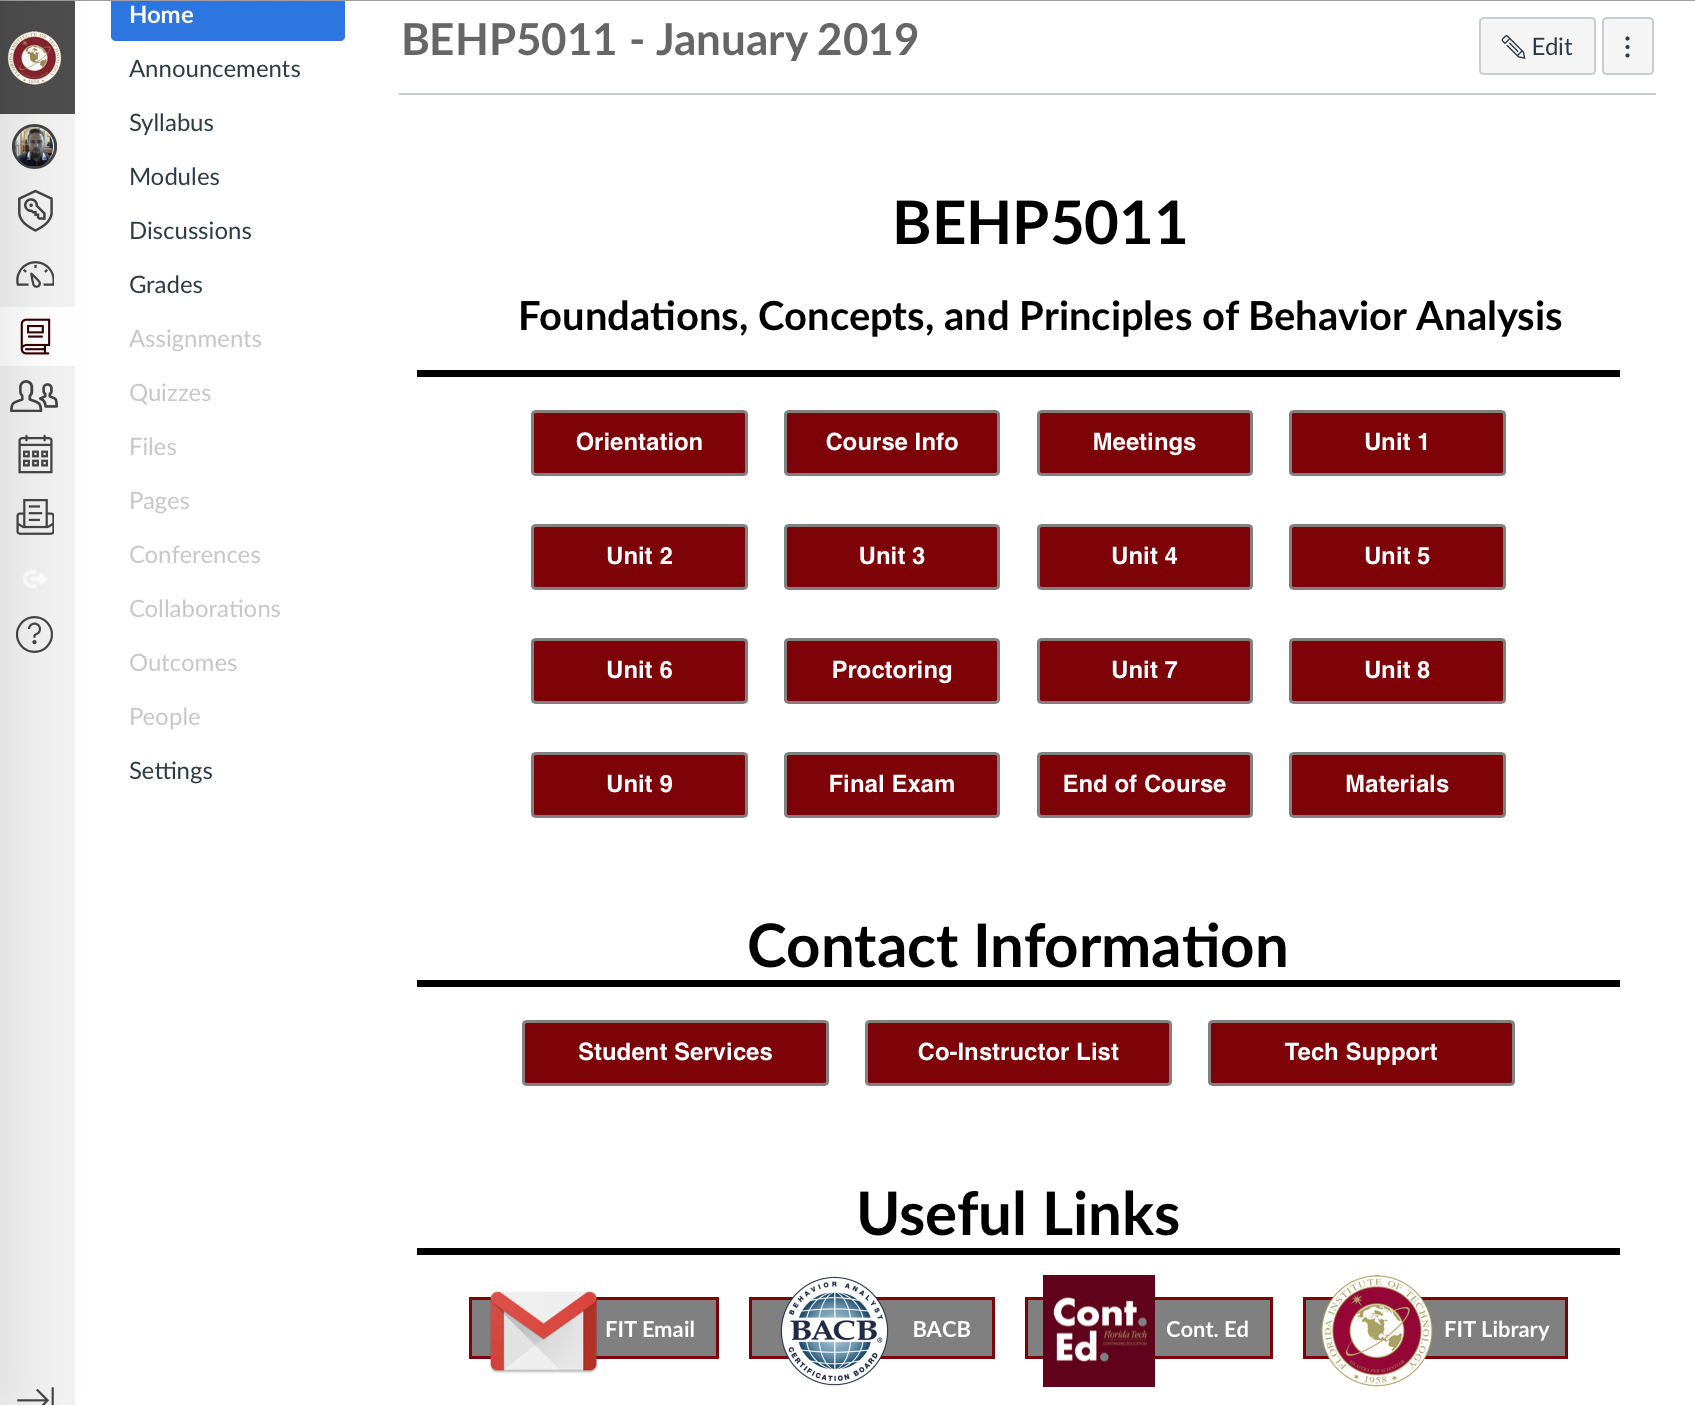 Home
Announcements
Syllabus
Modules
Discussions
Grades
Assignments
Quizzes
Files
Pages
Conferences
Collaborations
Outcomes
People
Settings
BEHP5011 - January 2019
Edit
BEHP5011
Foundations, Concepts, and Principles of Behavior Analysis
Orientation Course Info Meetings Unit 1
Unit 2 Unit 3 Unit 4 Unit 5
Unit 6 Proctoring Unit 7 Unit 8
Unit 9 Final Exam End of Course Materials
Contact Information
Student Services Co-Instructor List Tech Support
Useful Links
FIT Email
BEHAVIOR ANALYST
BACB
CERTIFICATION BOARD
BACB
Cont.
Florida Tech
Ed.
Cont. Ed
FLORIDA INSTITUTE OF TECHNOLOGY
1958
FIT Library